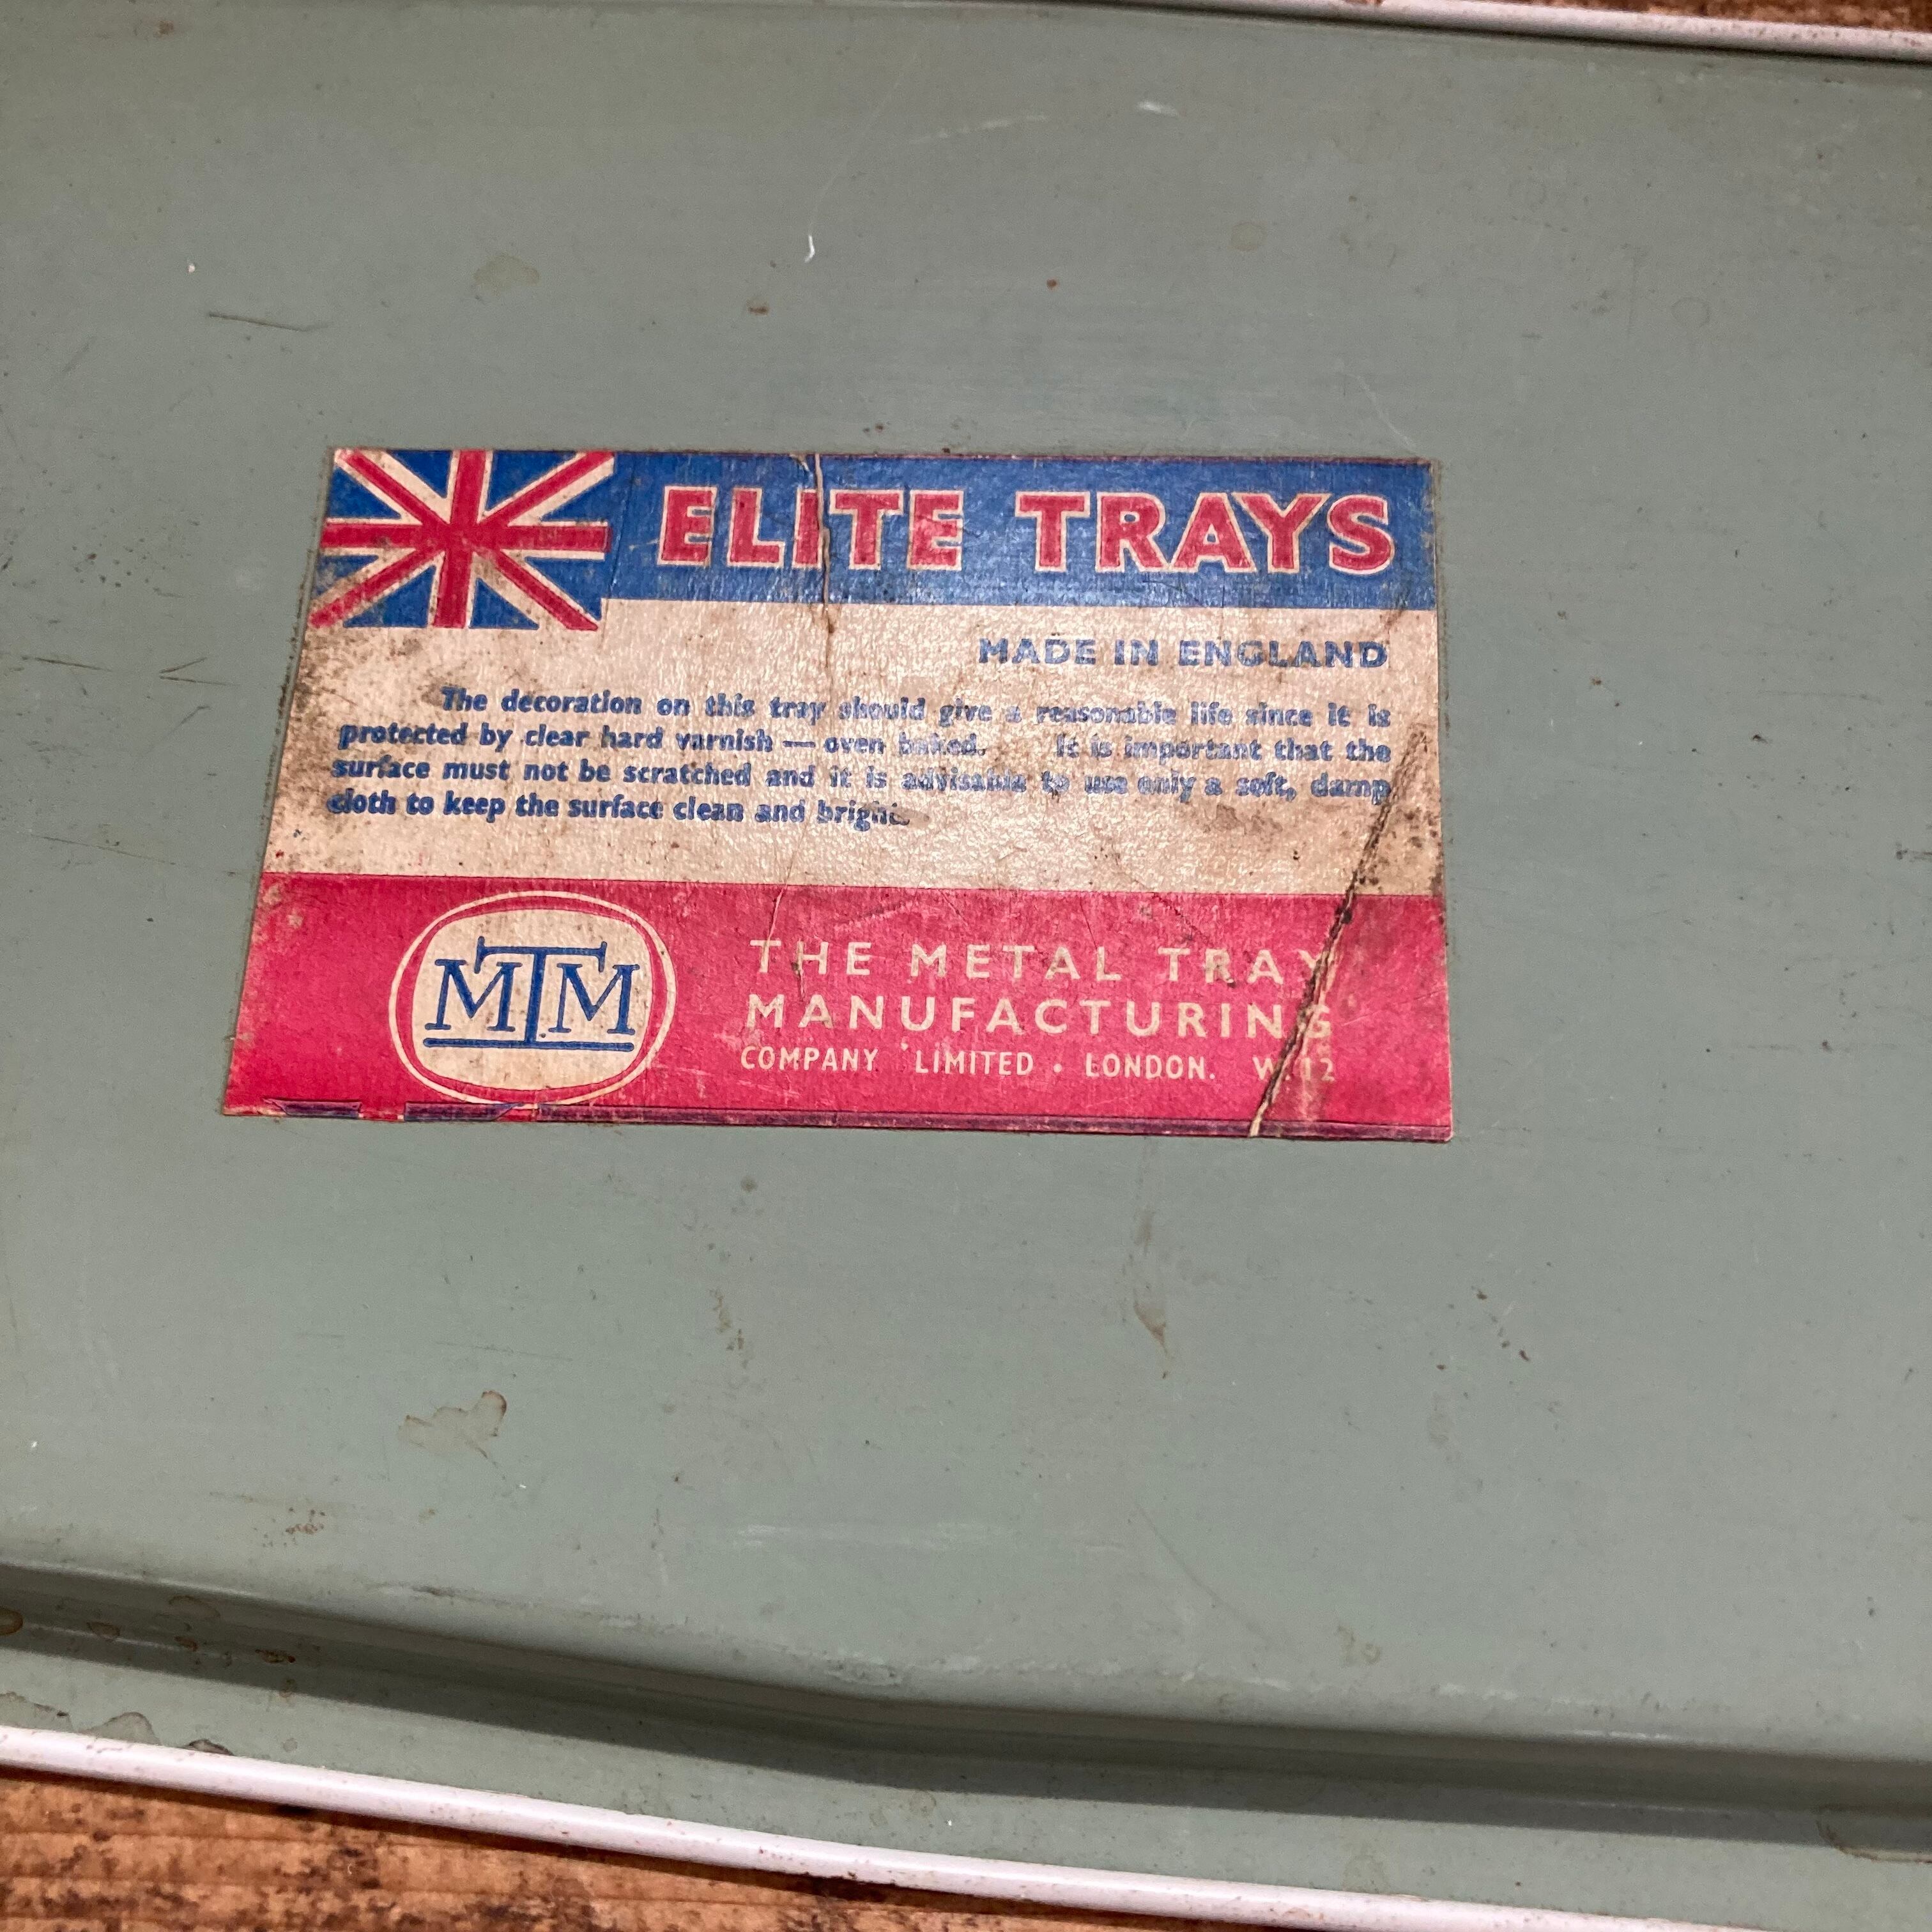 ELITE TRAYS
MADE IN ENGLAND
The decoration on this tray should give a reasonable life since it is
protected by clear hard varnish — oven baked. It is important that the
surface must not be scratched and it is advisable to use only a soft, damp
cloth to keep the surface clean and bright.
MTM
THE METAL TRAY
MANUFACTURING
COMPANY LIMITED • LONDON. W.12